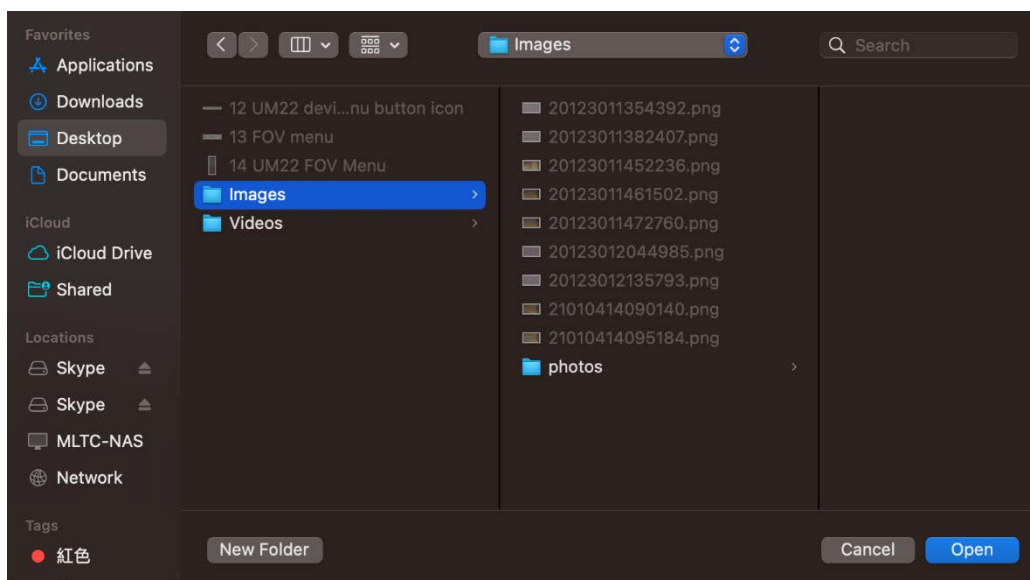 Favorites
Applications
Downloads
Desktop
Documents
iCloud
iCloud Drive
Shared
Locations
Skype
Skype
MLTC-NAS
Network
Tags
紅色
Images
Search
12 UM22 devi...nu button icon
13 FOV menu
14 UM22 FOV Menu
Images
Videos
20123011354392.png
20123011382407.png
20123011452236.png
20123011461502.png
20123011472760.png
20123012044985.png
20123012135793.png
21010414090140.png
21010414095184.png
photos
New Folder
Cancel
Open